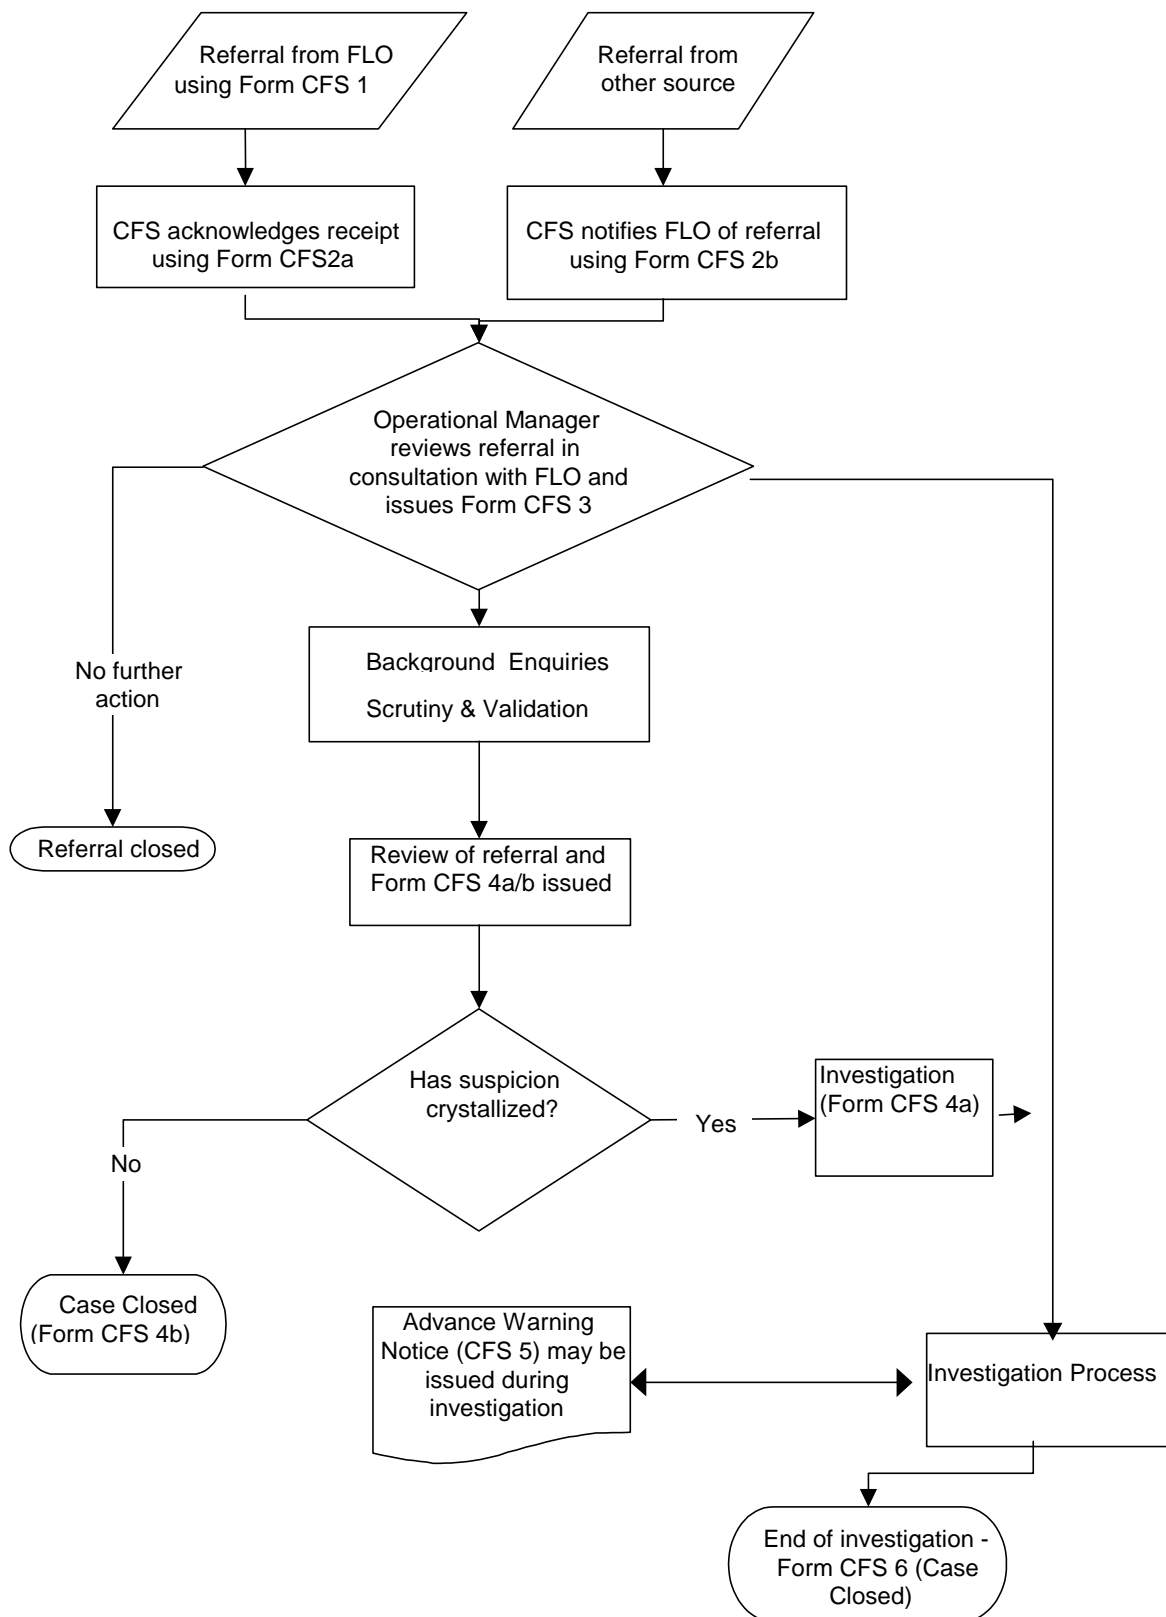 Referral from FLO
using Form CFS 1
Referral from
other source
CFS acknowledges receipt
using Form CFS2a
CFS notifies FLO of referral
using Form CFS 2b
Operational Manager
reviews referral in
consultation with FLO and
issues Form CFS 3
No further
action
Background Enquiries
Scrutiny & Validation
Referral closed
Review of referral and
Form CFS 4a/b issued
Has suspicion
crystallized?
Yes
Investigation
(Form CFS 4a)
No
Case Closed
(Form CFS 4b)
Advance Warning
Notice (CFS 5) may be
issued during
investigation
Investigation Process
End of investigation -
Form CFS 6 (Case
Closed)